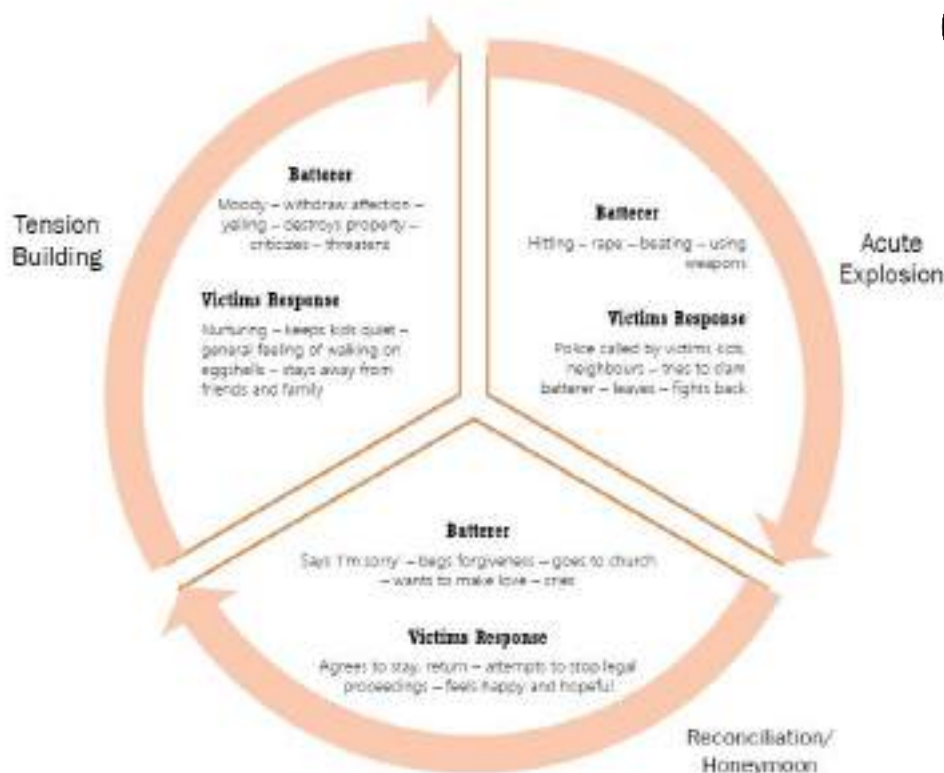 Tension
Building
Batterer
Moody – withdraw affection –
yelling – destroys property –
criticizes – threatens
Victims Response
Nurturing – keeps kids quiet –
general feeling of walking on
eggshells – stays away from
friends and family
Batterer
Hitting – rape – beating – using
weapons
Victims Response
Police called by victims kids,
neighbours – tries to clam
batterer – leaves – fights back
Acute
Explosion
Batterer
Says 'I'm sorry' – begs forgiveness – goes to church
– wants to make love – cries
Victims Response
Agrees to stay, return – attempts to stop legal
proceedings – feels happy and hopeful
Reconciliation/
Honeymoon